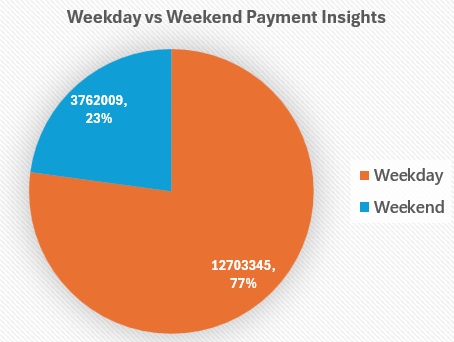 Weekday vs Weekend Payment Insights
3762009,
23%
Weekday
Weekend
12703345,
77%